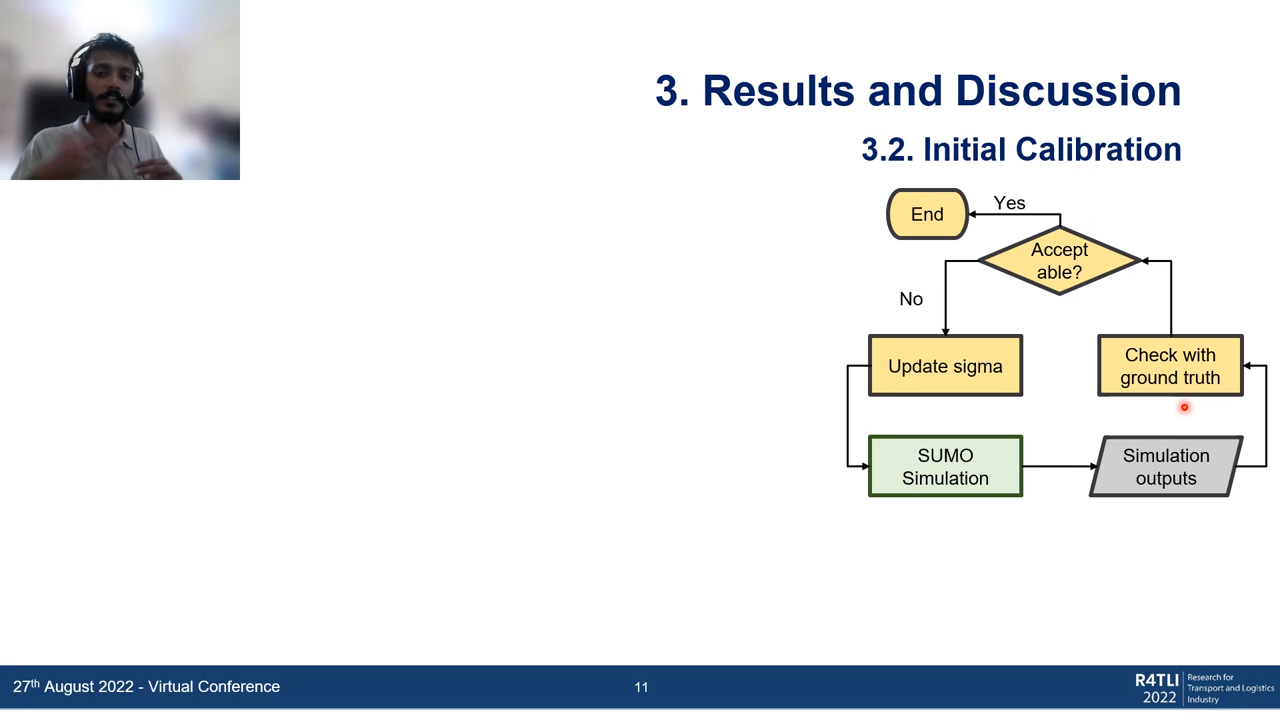 3. Results and Discussion
3.2. Initial Calibration
End
Yes
Accept
able?
No
Update sigma
Check with
ground truth
SUMO
Simulation
Simulation
outputs
27th August 2022 - Virtual Conference
11
R4TLI
2022
Research for
Transport and Logistics
Industry